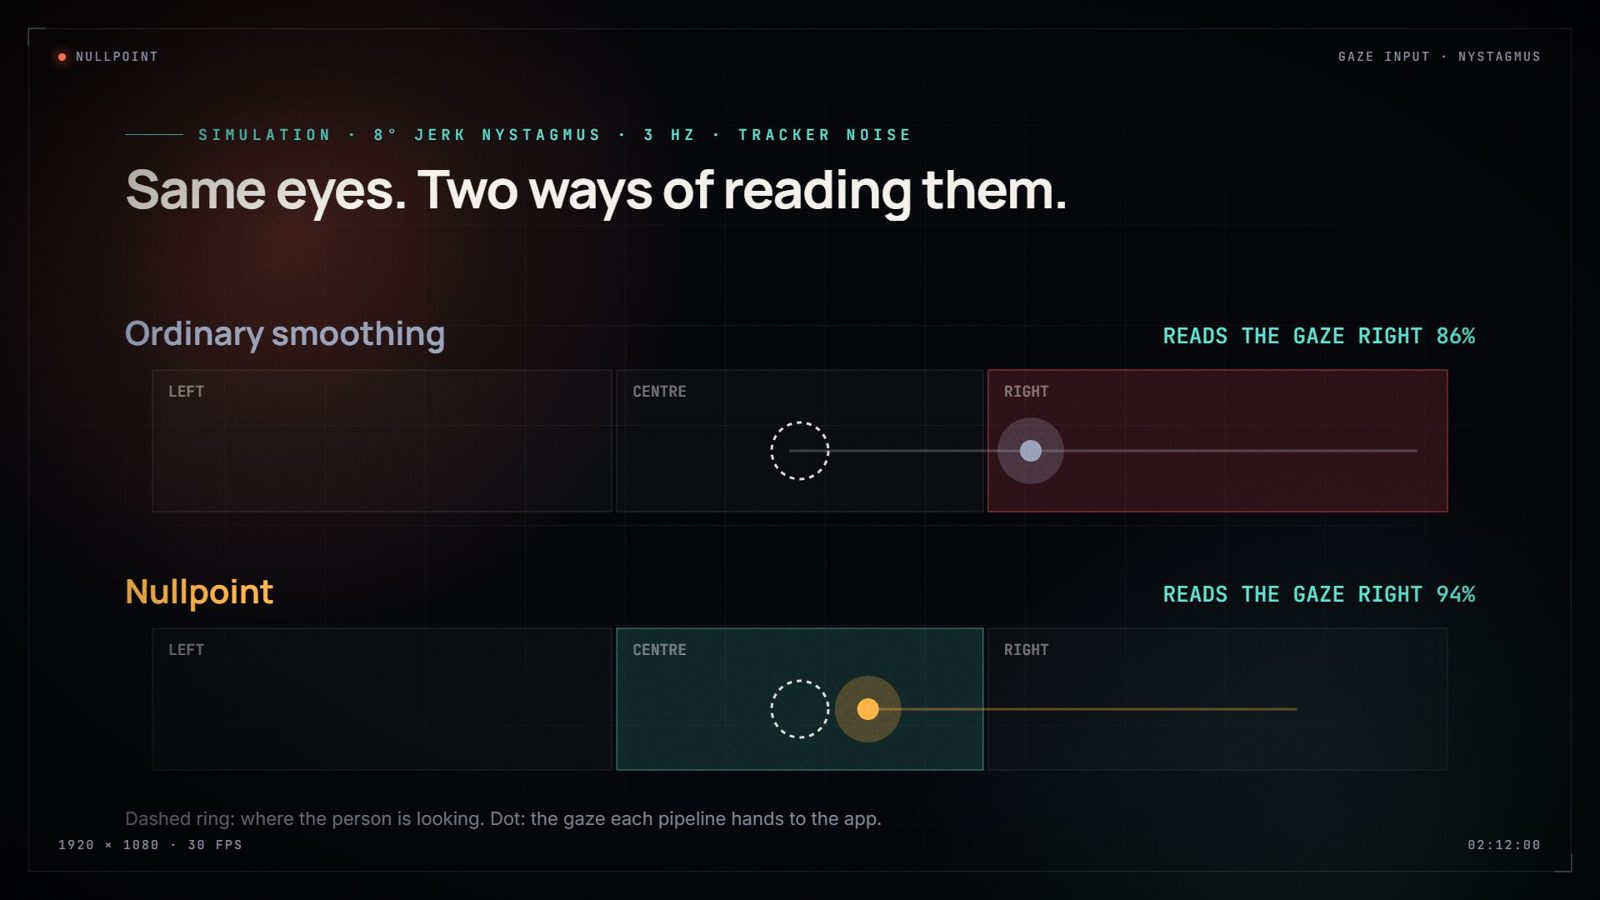 NULLPOINT
GAZE INPUT · NYSTAGMUS
SIMULATION · 8° JERK NYSTAGMUS · 3 HZ · TRACKER NOISE
Same eyes. Two ways of reading them.
Ordinary smoothing
READS THE GAZE RIGHT 86%
LEFT
CENTRE
RIGHT
Nullpoint
READS THE GAZE RIGHT 94%
LEFT
CENTRE
RIGHT
Dashed ring: where the person is looking. Dot: the gaze each pipeline hands to the app.
1920 × 1080 · 30 FPS
02:12:00